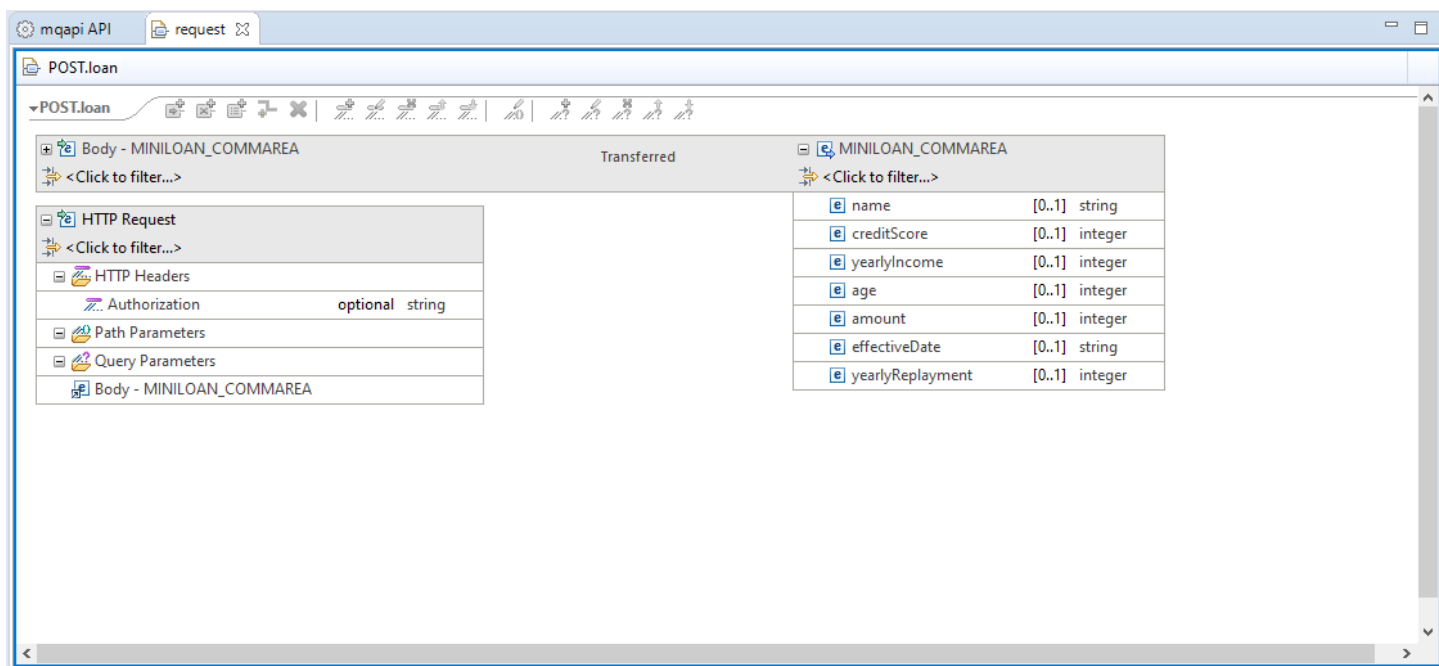 mqapi API request
POST.loan
POST.loan
Body - MINILOAN_COMMAREA Transferred MINILOAN_COMMAREA
<Click to filter...> <Click to filter...>
name [0..1] string
HTTP Request
creditScore [0..1] integer
<Click to filter...>
yearlyIncome [0..1] integer
HTTP Headers
age [0..1] integer
Authorization optional string
amount [0..1] integer
Path Parameters
effectiveDate [0..1] string
Query Parameters
yearlyReplayment [0..1] integer
Body - MINILOAN_COMMAREA